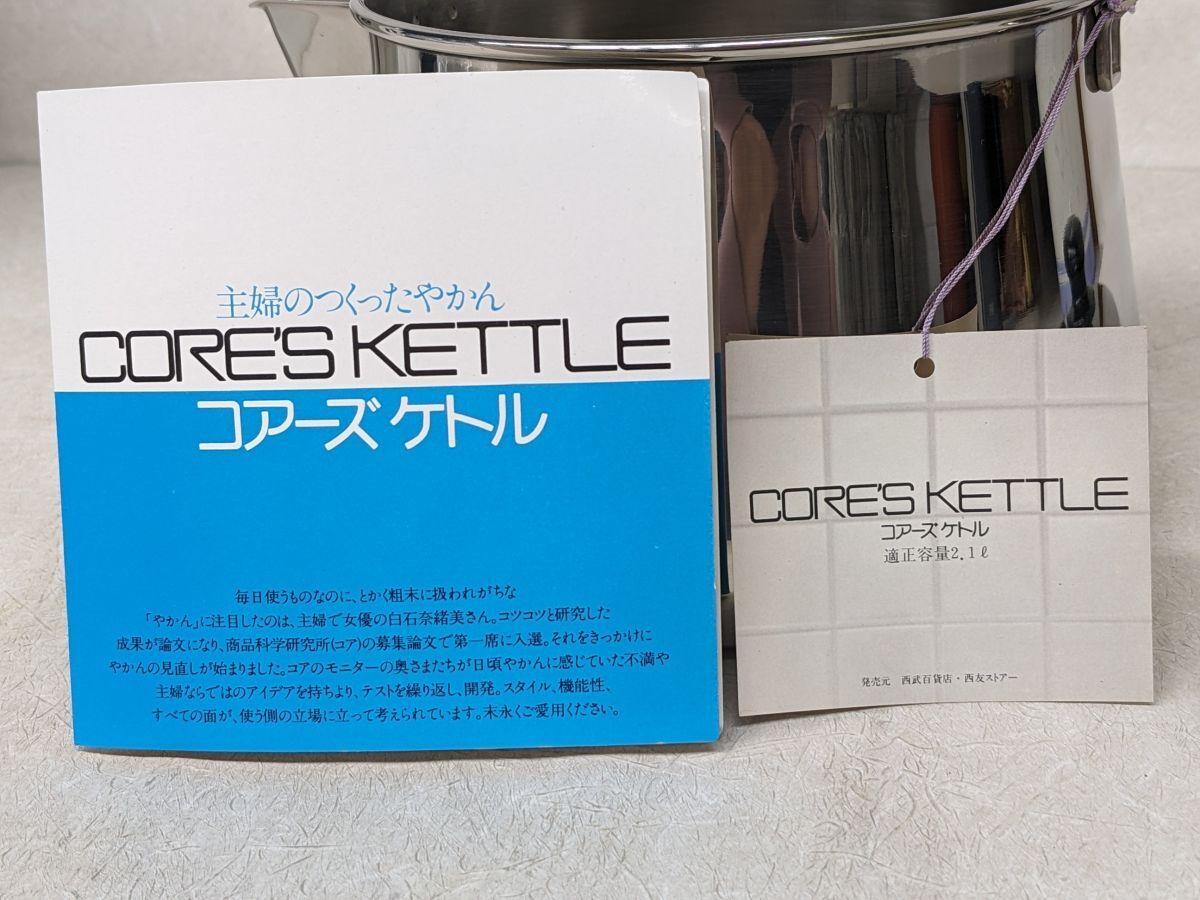 主婦のつくったやかん
CORE'S KETTLE
コアーズケトル
毎日使うものなのに、とかく粗末に扱われがちな
「やかん」に注目したのは、主婦で女優の白石奈緒美さん。コツコツと研究した
成果が論文になり、商品科学研究所(コア)の募集論文で第一席に入選。それをきっかけに
やかんの見直しが始まりました。コアのモニターの奥さまたちが日頃やかんに感じていた不満や
主婦ならではのアイデアを持ちより、テストを繰り返し、開発。スタイル、機能性、
すべての面が、使う側の立場に立って考えられています。末永くご愛用ください。
CORE'S KETTLE
コアーズケトル
適正容量2.1ℓ
発売元 西武百貨店・西友ストアー